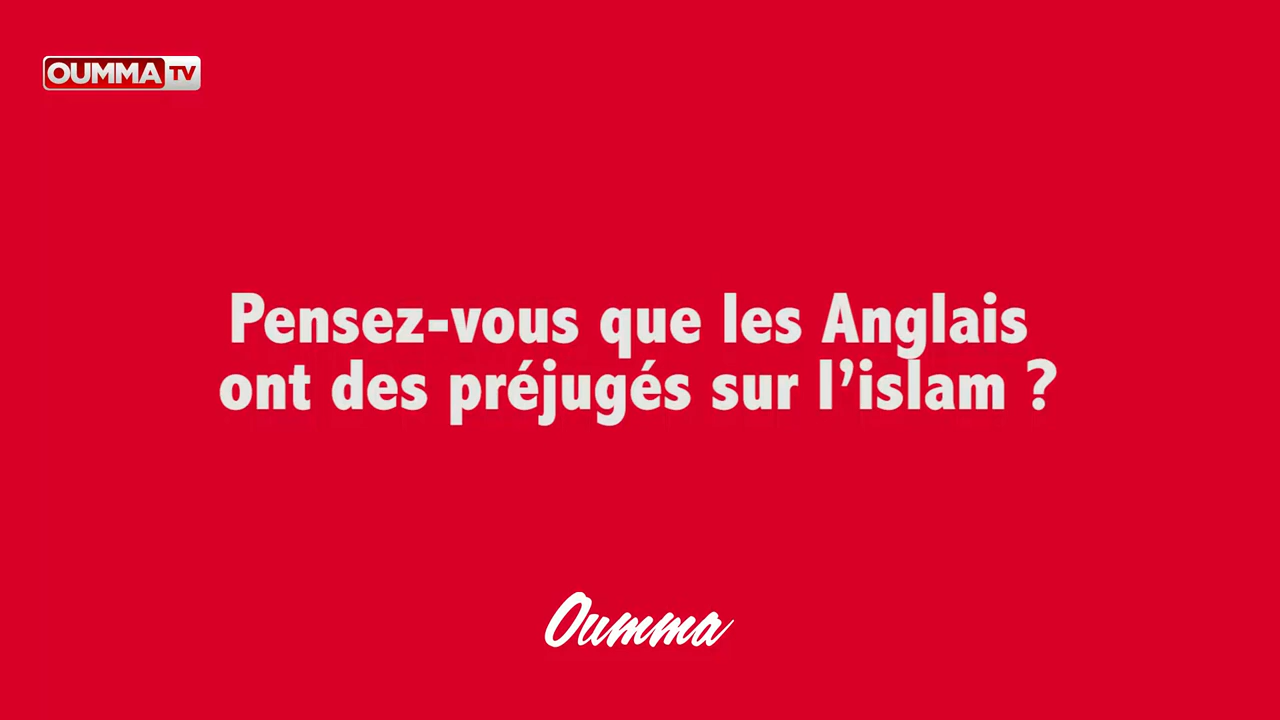 OUMMA TV
Pensez-vous que les Anglais
ont des préjugés sur l’islam ?
Oumma